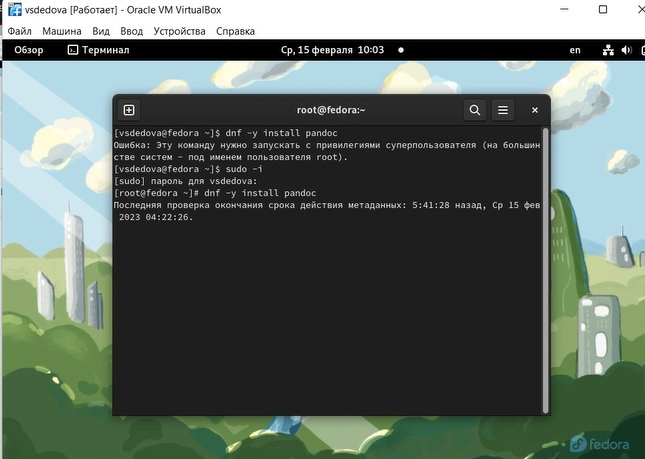 vsdedova [Работает] - Oracle VM VirtualBox
Файл Машина Вид Ввод Устройства Справка
Обзор Терминал Ср, 15 февраля 10:03 en
root@fedora:~
[vsdedova@fedora ~]$ dnf -y install pandoc
Ошибка: Эту команду нужно запускать с привилегиями суперпользователя (на большин
стве систем - под именем пользователя root).
[vsdedova@fedora ~]$ sudo -i
[sudo] пароль для vsdedova:
[root@fedora ~]# dnf -y install pandoc
Последняя проверка окончания срока действия метаданных: 5:41:28 назад, Ср 15 фев
2023 04:22:26.
fedora